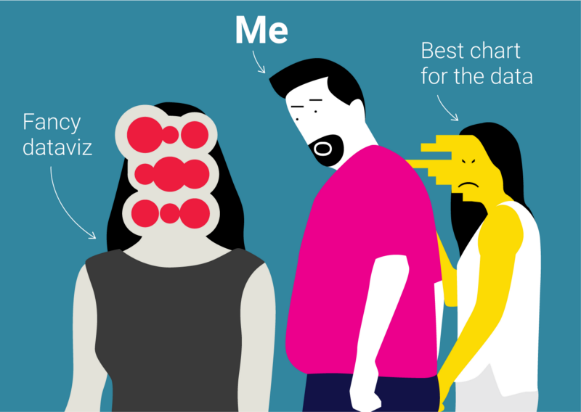 Me
Best chart
for the data
Fancy
dataviz